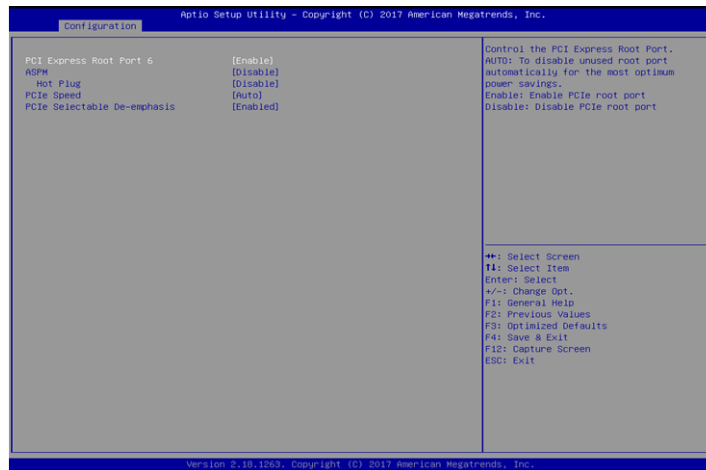 Aptio Setup Utility – Copyright (C) 2017 American Megatrends, Inc.
Configuration
PCI Express Root Port 6 [Enable]
ASPM [Disable]
Hot Plug [Disable]
PCIe Speed [Auto]
PCIe Selectable De-emphasis [Enabled]
Control the PCI Express Root Port.
AUTO: To disable unused root port
automatically for the most optimum
power savings.
Enable: Enable PCIe root port
Disable: Disable PCIe root port
→←: Select Screen
↑↓: Select Item
Enter: Select
+/-: Change Opt.
F1: General Help
F2: Previous Values
F3: Optimized Defaults
F4: Save & Exit
F12: Capture Screen
ESC: Exit
Version 2.18.1263. Copyright (C) 2017 American Megatrends, Inc.